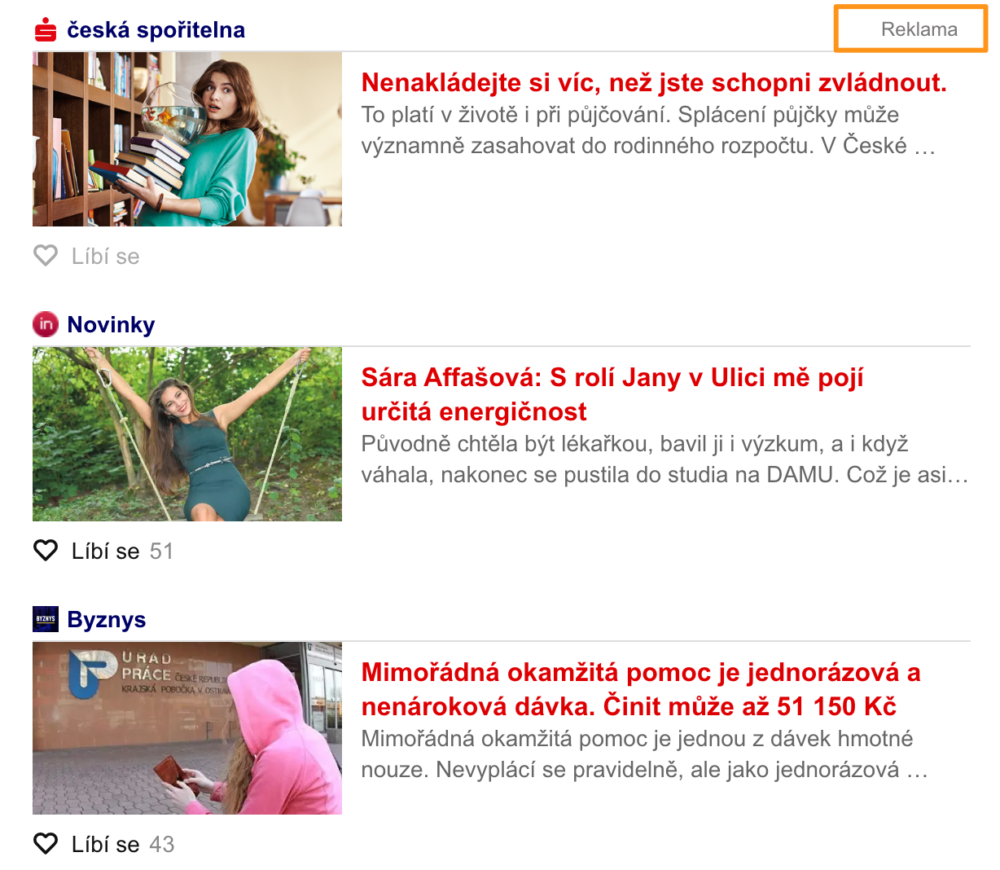 česká spořitelna
Reklama
Nenakládejte si víc, než jste schopni zvládnout.
To platí v životě i při půjčování. Splácení půjčky může
významně zasahovat do rodinného rozpočtu. V České …
Líbí se
in Novinky
Sára Affašová: S rolí Jany v Ulici mě pojí
určitá energičnost
Původně chtěla být lékařkou, bavil ji i výzkum, a i když
váhala, nakonec se pustila do studia na DAMU. Což je asi…
Líbí se 51
BYZNYS Byznys
ÚŘAD
PRÁCE ČESKÉ REPUBLIKY
KRAJSKÁ POBOČKA V OSTRAVĚ
Mimořádná okamžitá pomoc je jednorázová a
nenároková dávka. Činit může až 51 150 Kč
Mimořádná okamžitá pomoc je jednou z dávek hmotné
nouze. Nevyplácí se pravidelně, ale jako jednorázová …
Líbí se 43